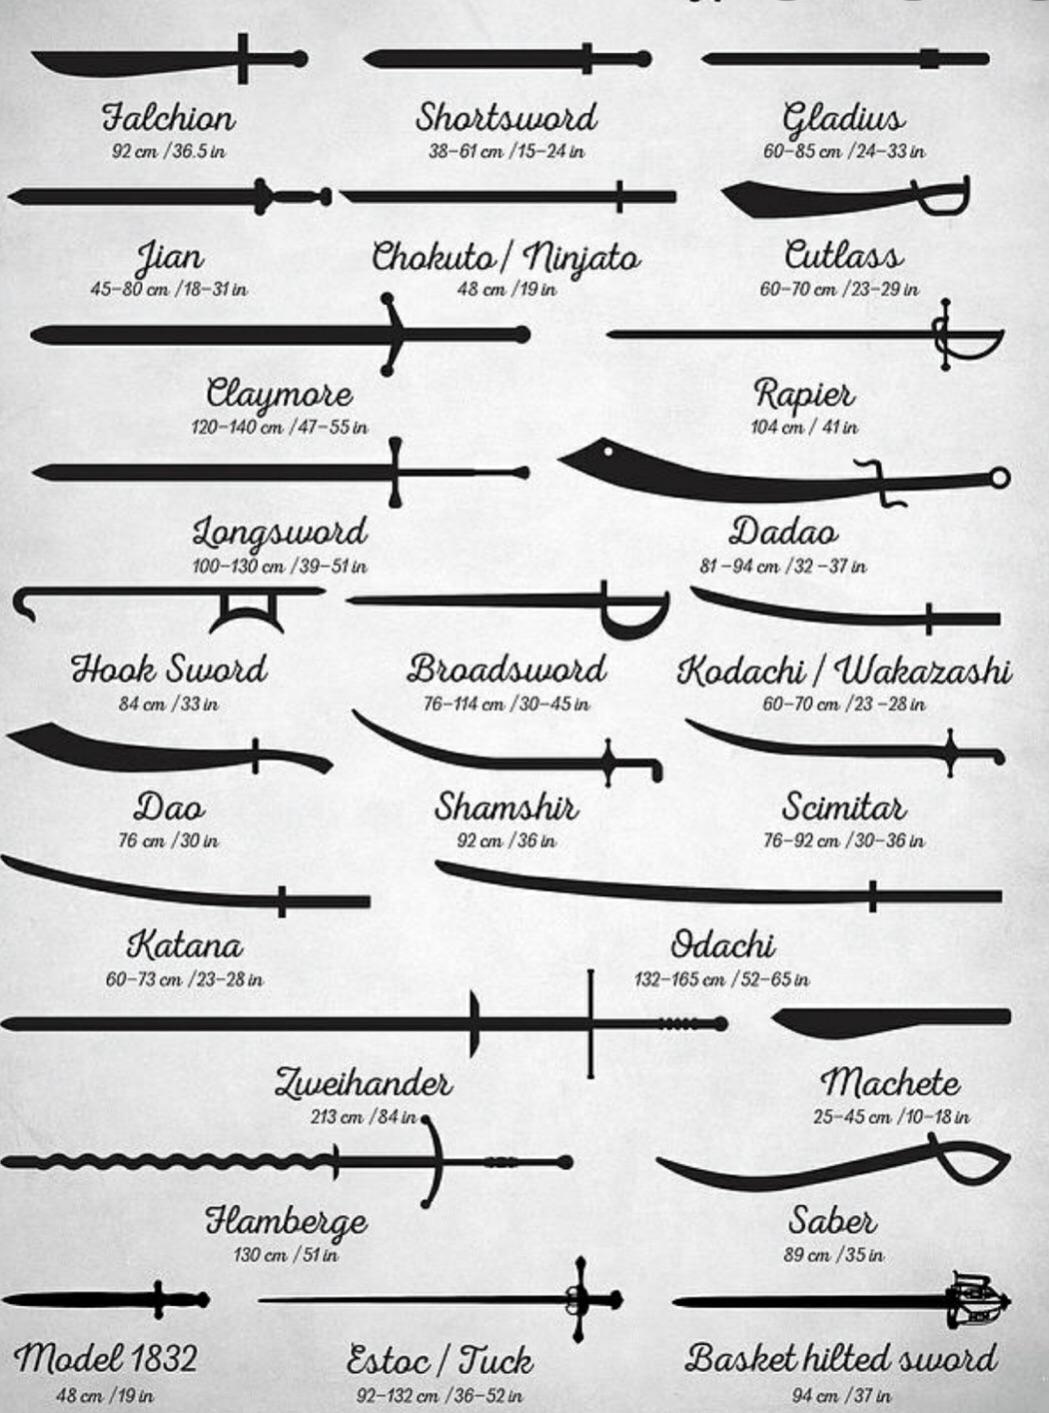 Falchion
92 cm /36.5 in
Shortsword
38-61 cm /15-24 in
Gladius
60-85 cm /24-33 in
Jian
45-80 cm /18-31 in
Chokuto / Ninjato
48 cm /19 in
Cutlass
60-70 cm /23-29 in
Claymore
120-140 cm /47-55 in
Rapier
104 cm / 41 in
Longsword
100-130 cm /39-51 in
Dadao
81 -94 cm /32 -37 in
Hook Sword
84 cm /33 in
Broadsword
76-114 cm /30-45 in
Kodachi / Wakazashi
60-70 cm /23 -28 in
Dao
76 cm /30 in
Shamshir
92 cm /36 in
Scimitar
76-92 cm /30-36 in
Katana
60-73 cm /23-28 in
Odachi
132-165 cm /52-65 in
Zweihander
213 cm /84 in
Machete
25-45 cm /10-18 in
Flamberge
130 cm /51 in
Saber
89 cm /35 in
Model 1832
48 cm /19 in
Estoc / Tuck
92-132 cm /36-52 in
Basket hilted sword
94 cm /37 in